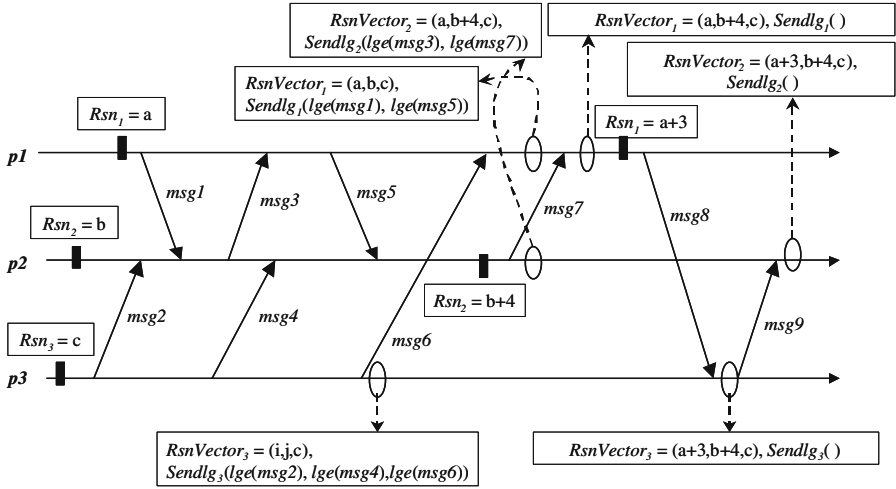 RsnVector2 = (a,b+4,c),
Sendlg2(lge(msg3), lge(msg7))
RsnVector1 = (a,b+4,c), Sendlg1( )
RsnVector2 = (a+3,b+4,c),
Sendlg2( )
RsnVector1 = (a,b,c),
Sendlg1(lge(msg1), lge(msg5))
Rsn1 = a
Rsn1 = a+3
p1
msg1
msg3
msg5
msg7
msg8
Rsn2 = b
p2
Rsn2 = b+4
msg2
msg4
msg6
msg9
Rsn3 = c
p3
RsnVector3 = (i,j,c),
Sendlg3(lge(msg2), lge(msg4),lge(msg6))
RsnVector3 = (a+3,b+4,c), Sendlg3( )